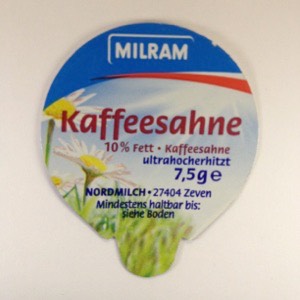 MILRAM
Kaffeesahne
10% Fett • Kaffeesahne
ultrahocherhitzt
7,5g e
NORDMILCH • 27404 Zeven
Mindestens haltbar bis:
siehe Boden